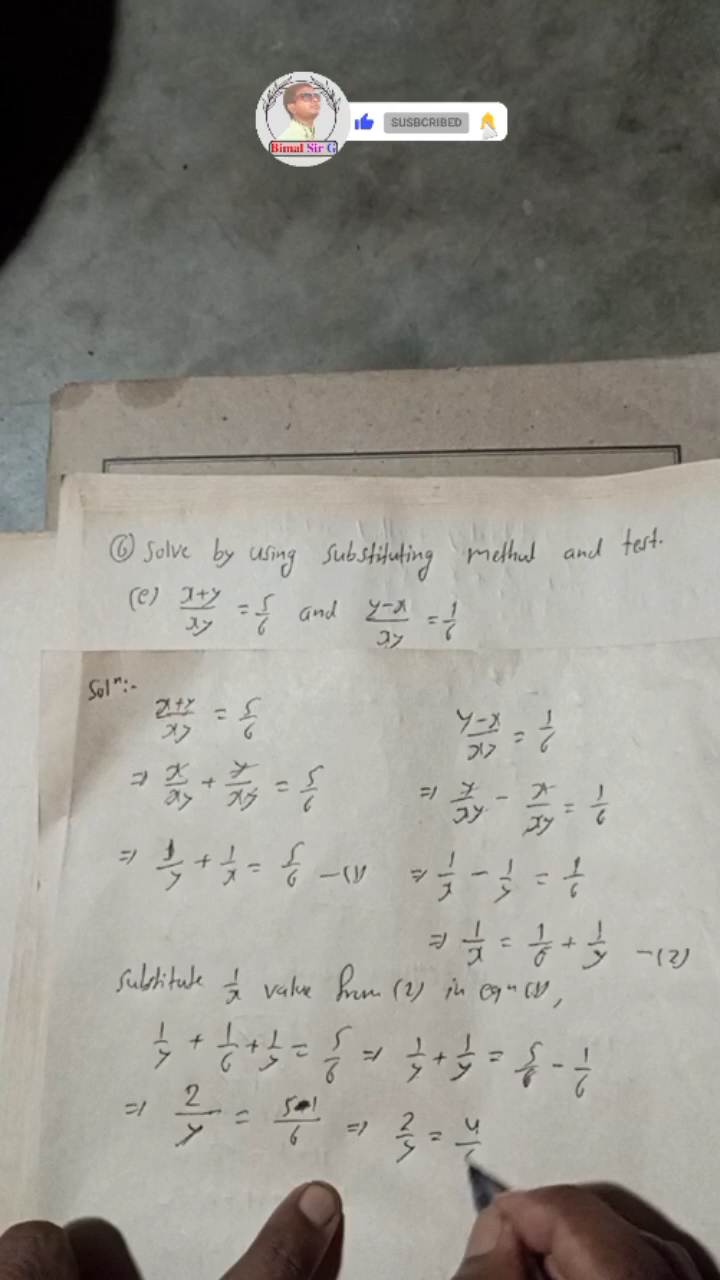 Bimal Sir G
SUSBCRIBED
⑥ Solve by using substituting method and test.
(e) x+y/xy = 5/6 and y-x/xy = 1/6
Solⁿ:-
x+y/xy = 5/6
y-x/xy = 1/6
=> x/xy + y/xy = 5/6
=> y/xy - x/xy = 1/6
=> 1/y + 1/x = 5/6 -(1)
=> 1/x - 1/y = 1/6
=> 1/x = 1/6 + 1/y -(2)
Substitute 1/x value from (2) in eqn (1),
1/y + 1/6 + 1/y = 5/6 => 1/y + 1/y = 5/6 - 1/6
=> 2/y = 5-1/6 => 2/y = 4/6